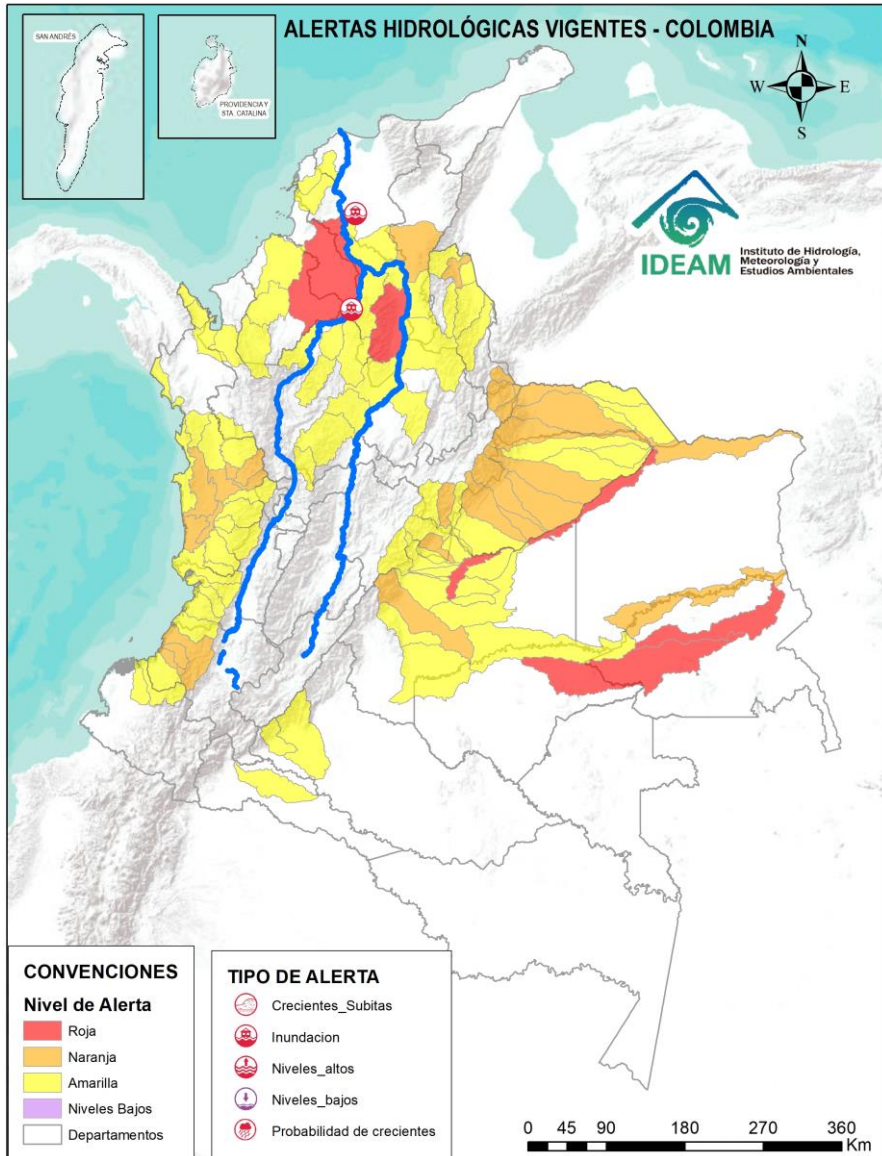 ALERTAS HIDROLÓGICAS VIGENTES - COLOMBIA
SAN ANDRÉS
PROVIDENCIA Y
STA. CATALINA
N
W
E
S
IDEAM
Instituto de Hidrología,
Meteorología y
Estudios Ambientales
CONVENCIONES
Nivel de Alerta
Roja
Naranja
Amarilla
Niveles Bajos
Departamentos
TIPO DE ALERTA
Crecientes_Subitas
Inundacion
Niveles_altos
Niveles_bajos
Probabilidad de crecientes
0 45 90 180 270 360
Km